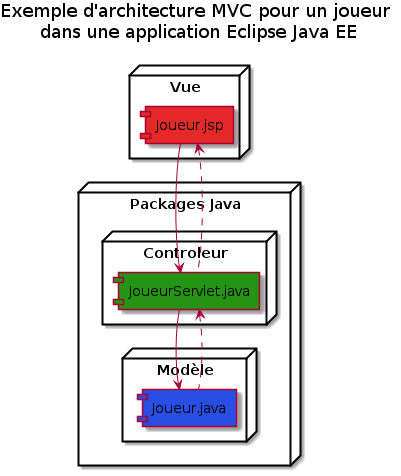 Exemple d'architecture MVC pour un joueur
dans une application Eclipse Java EE
Vue
Joueur.jsp
Packages Java
Controleur
JoueurServlet.java
Modèle
Joueur.java